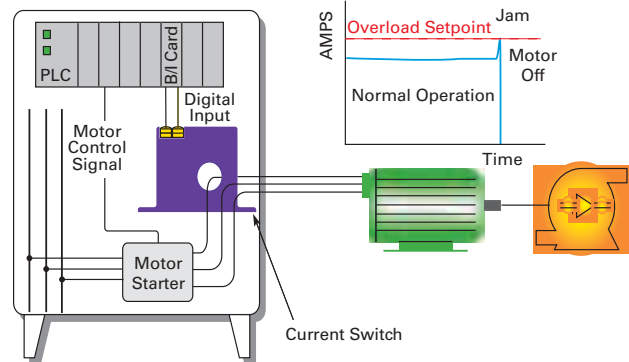 PLC
B/I Card
Digital
Input
Motor
Control
Signal
Motor
Starter
Current Switch
AMPS
Overload Setpoint
Jam
Motor
Off
Normal Operation
Time